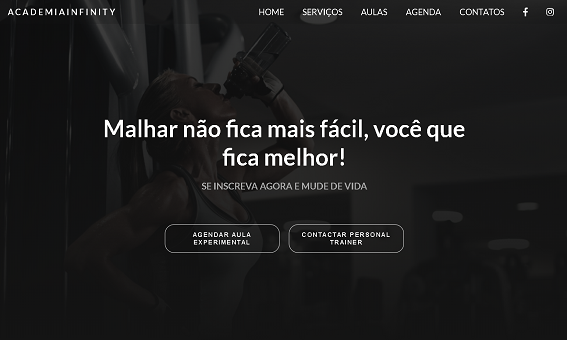 ACADEMIAINFINITY
HOME SERVIÇOS AULAS AGENDA CONTATOS
Malhar não fica mais fácil, você que
fica melhor!
SE INSCREVA AGORA E MUDE DE VIDA
AGENDAR AULA
EXPERIMENTAL
CONTACTAR PERSONAL
TRAINER